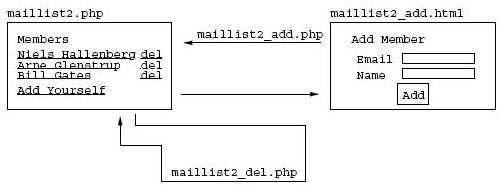 maillist2.php
Members
Niels Hallenberg del
Arne Glenstrup del
Bill Gates del
Add Yourself
maillist2_add.php
maillist2_add.html
Add Member
Email
Name
Add
maillist2_del.php